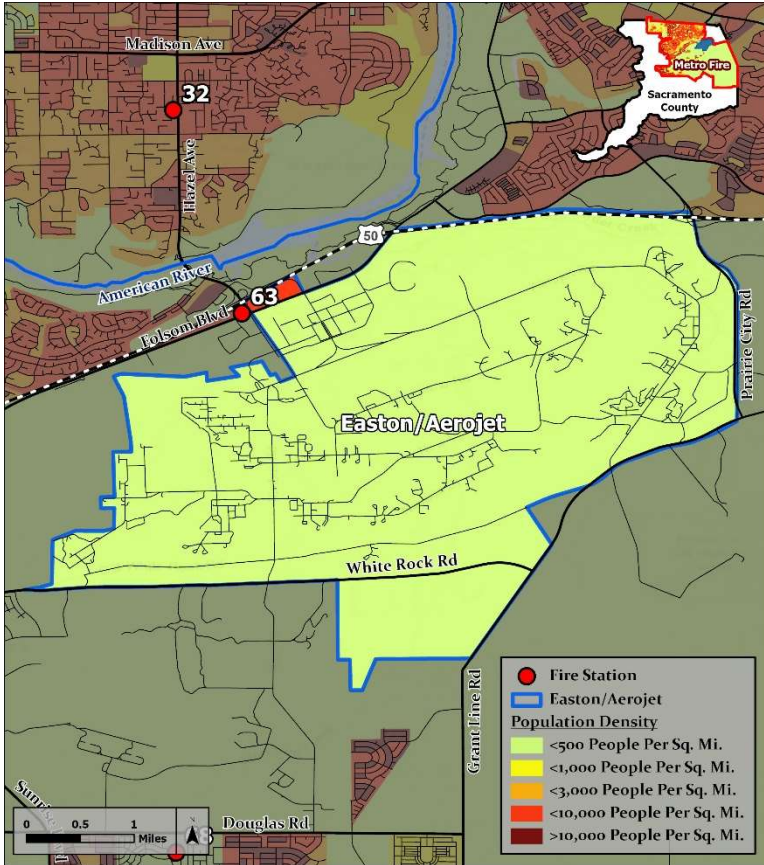 Madison Ave
32
Hazel Ave
Metro Fire
Sacramento
County
50
American River
63
Folsom Blvd
Prairie City Rd
Easton/Aerojet
White Rock Rd
Grant Line Rd
Fire Station
Easton/Aerojet
Population Density
<500 People Per Sq. Mi.
<1,000 People Per Sq. Mi.
<3,000 People Per Sq. Mi.
<10,000 People Per Sq. Mi.
>10,000 People Per Sq. Mi.
Douglas Rd
0 0.5 1
Miles
N